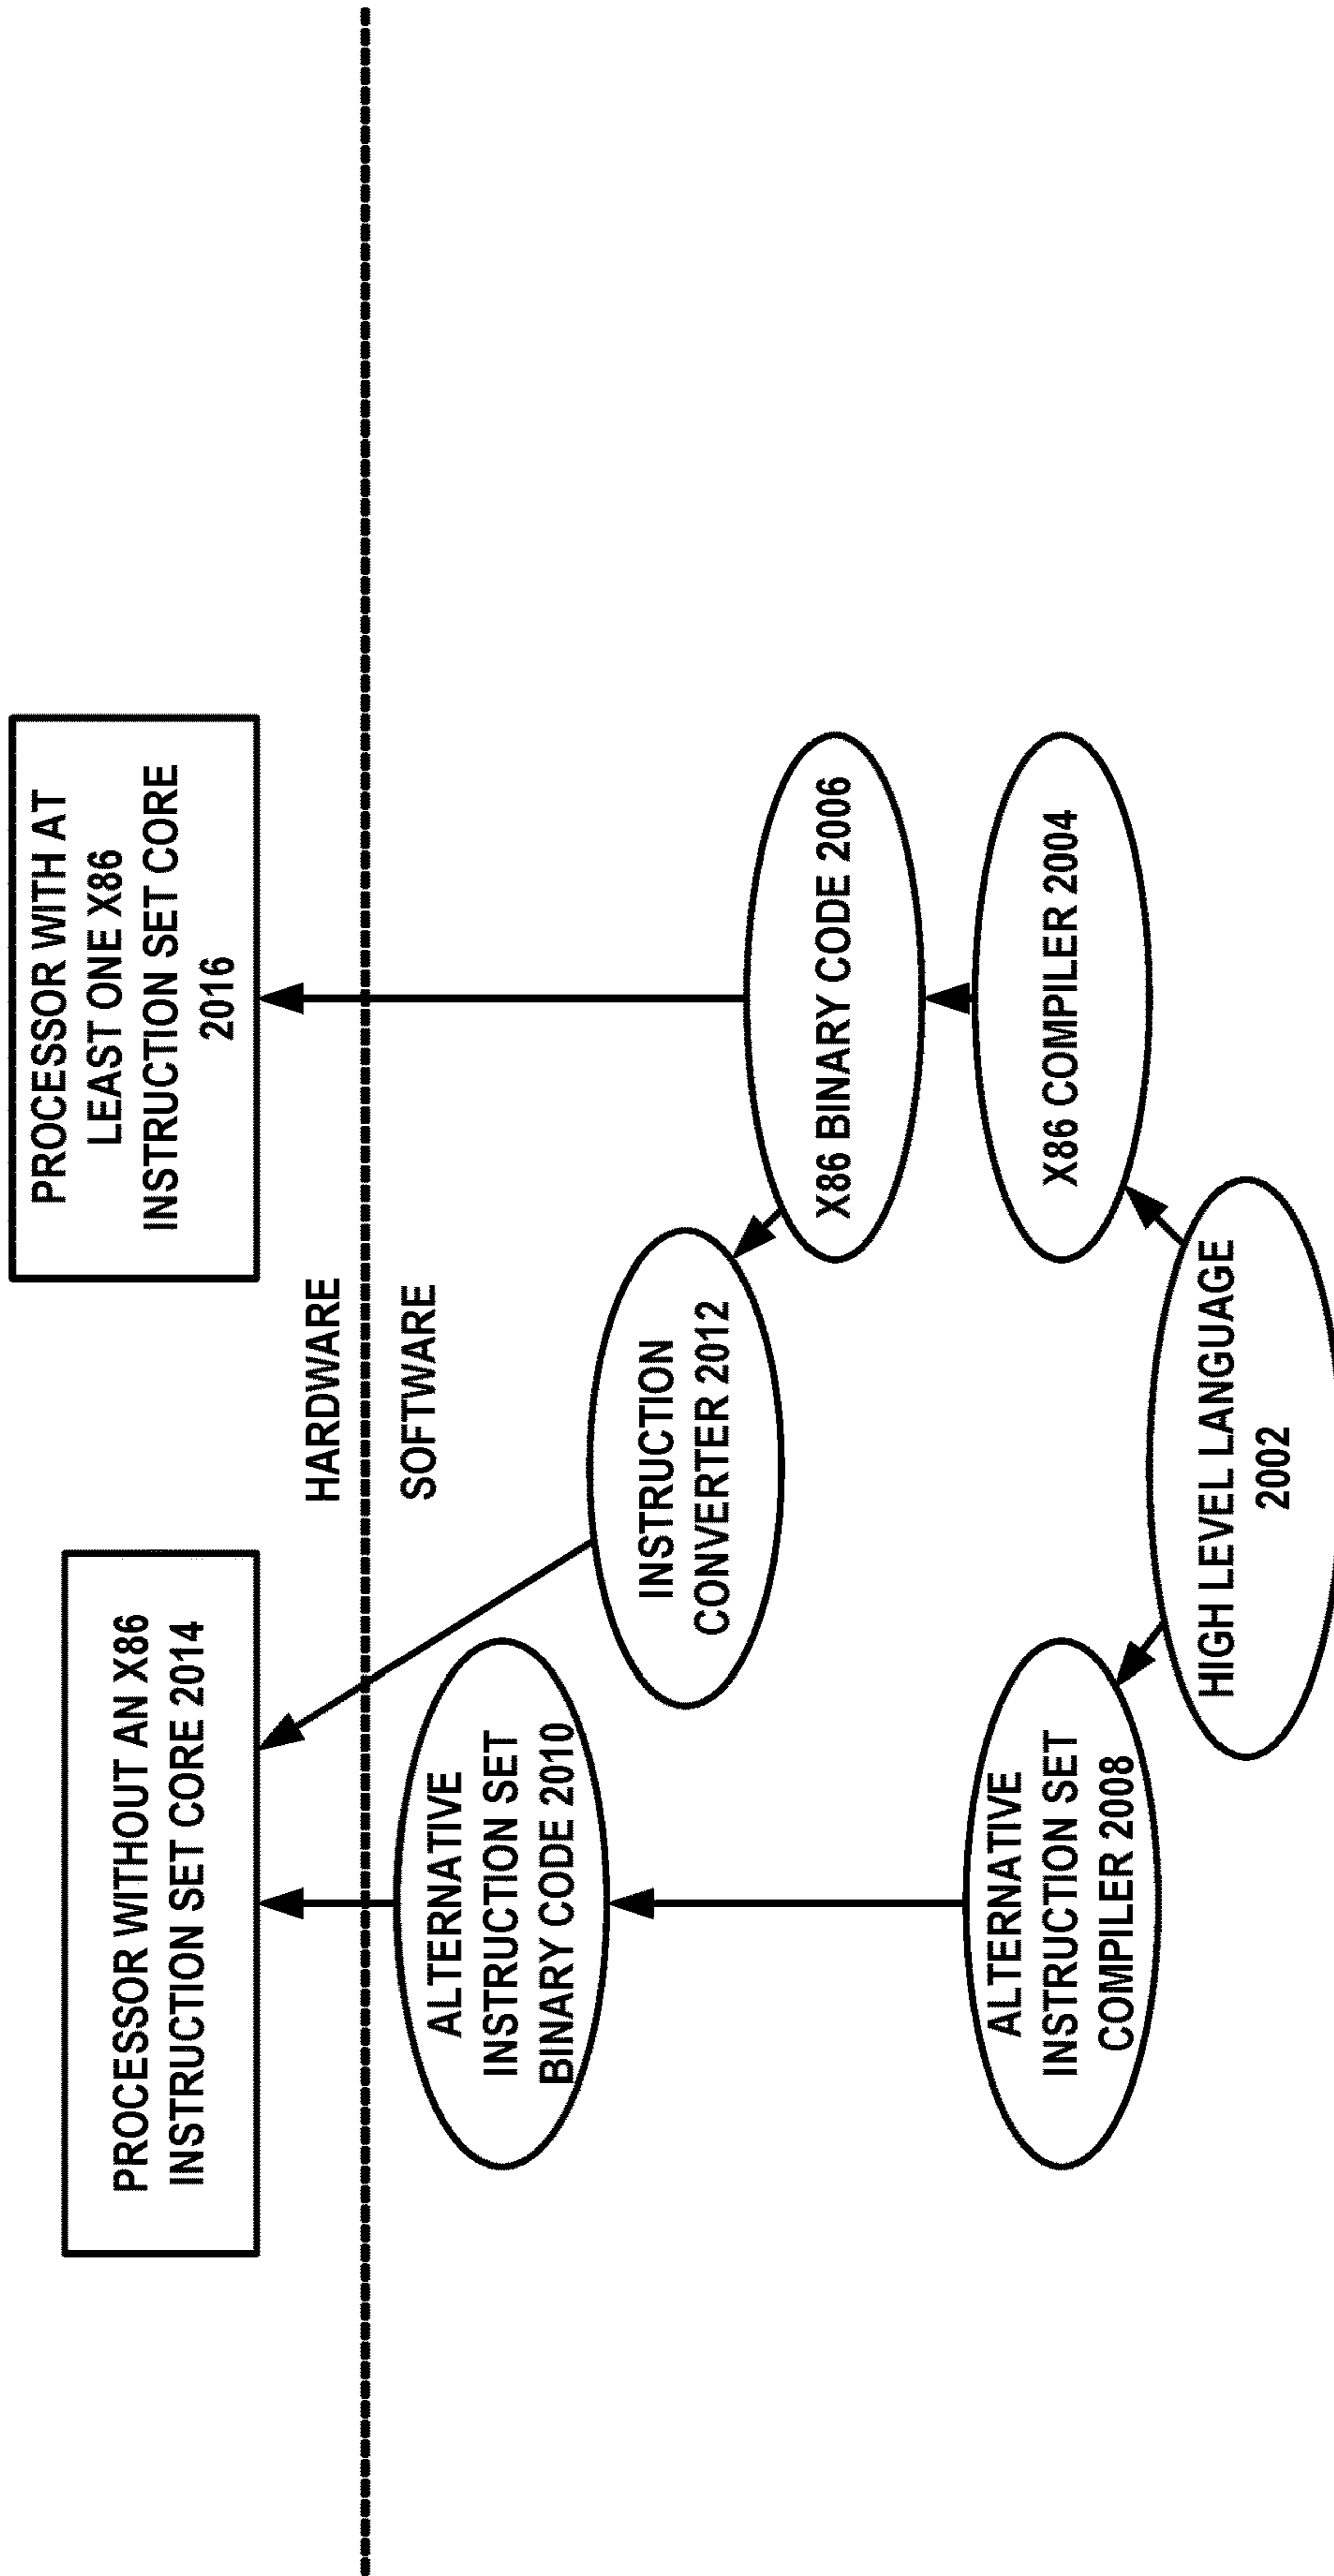 PROCESSOR WITHOUT AN X86
INSTRUCTION SET CORE 2014
PROCESSOR WITH AT
LEAST ONE X86
INSTRUCTION SET CORE
2016
HARDWARE
SOFTWARE
ALTERNATIVE
INSTRUCTION SET
BINARY CODE 2010
INSTRUCTION
CONVERTER 2012
X86 BINARY CODE 2006
ALTERNATIVE
INSTRUCTION SET
COMPILER 2008
X86 COMPILER 2004
HIGH LEVEL LANGUAGE
2002